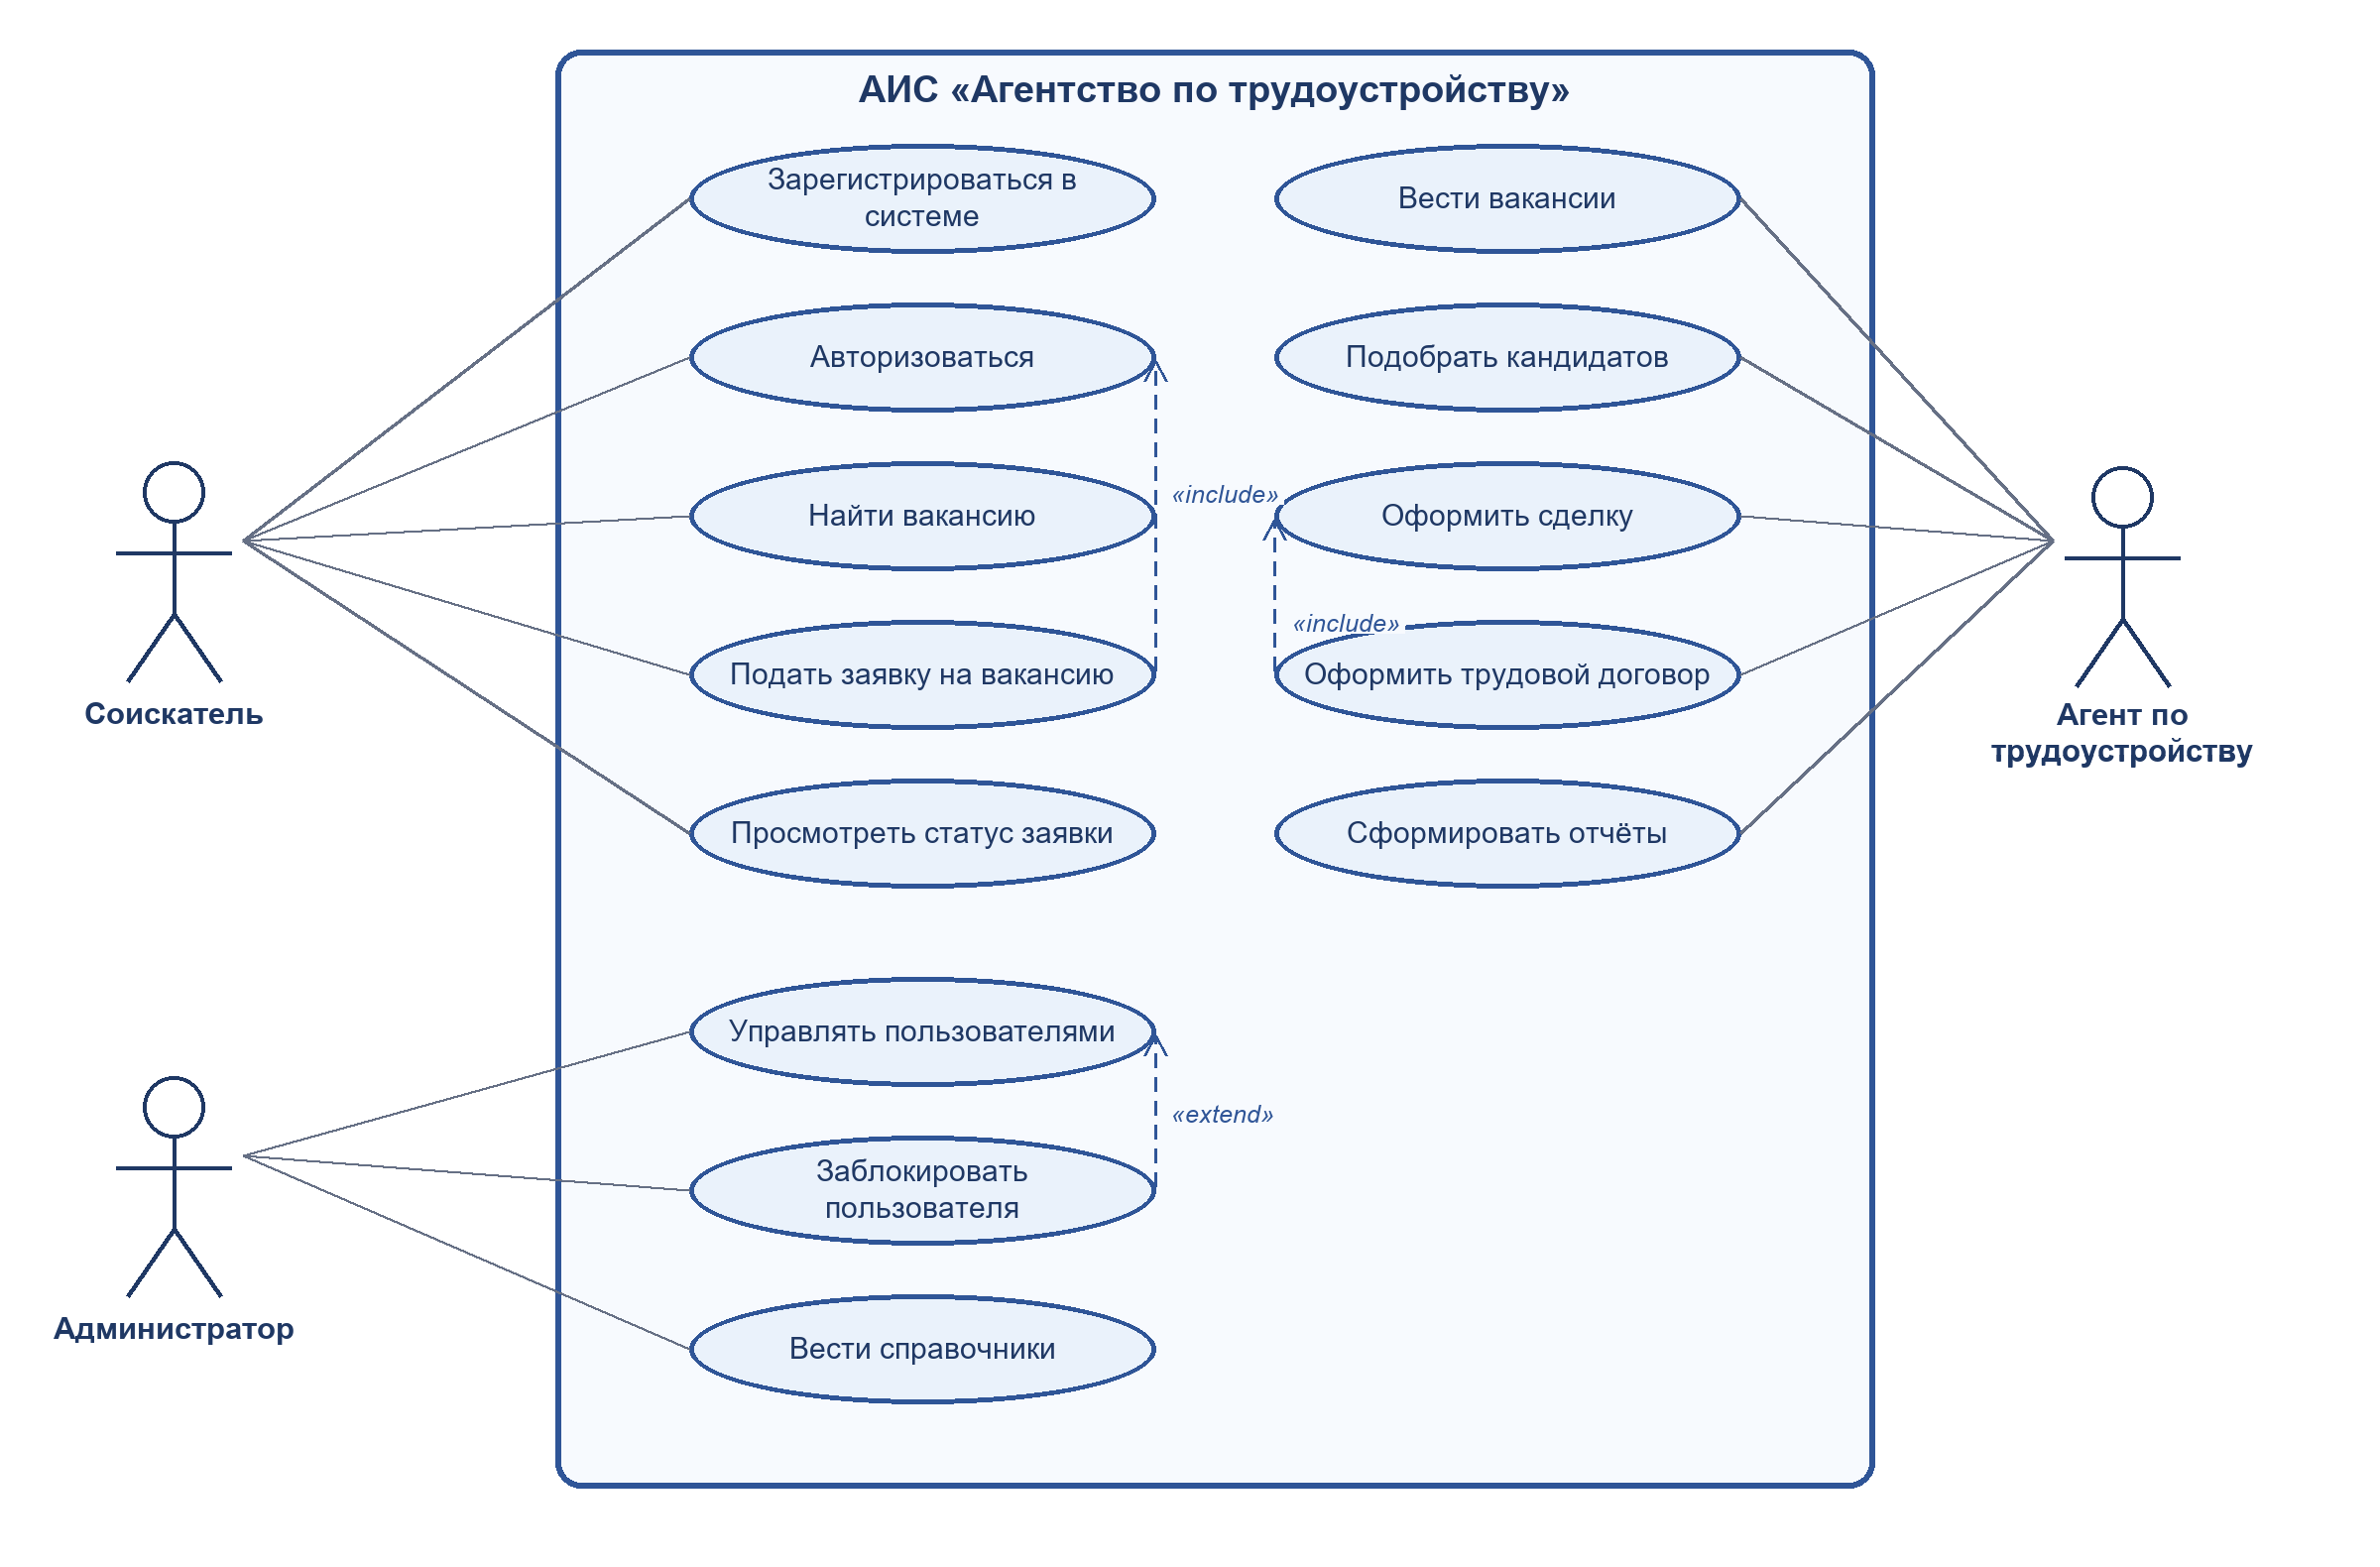 АИС «Агентство по трудоустройству»
Зарегистрироваться в
системе
Вести вакансии
Авторизоваться
Подобрать кандидатов
Найти вакансию
«include»
Оформить сделку
«include»
Подать заявку на вакансию
Оформить трудовой договор
Соискатель
Агент по
трудоустройству
Просмотреть статус заявки
Сформировать отчёты
Управлять пользователями
«extend»
Заблокировать
пользователя
Администратор
Вести справочники